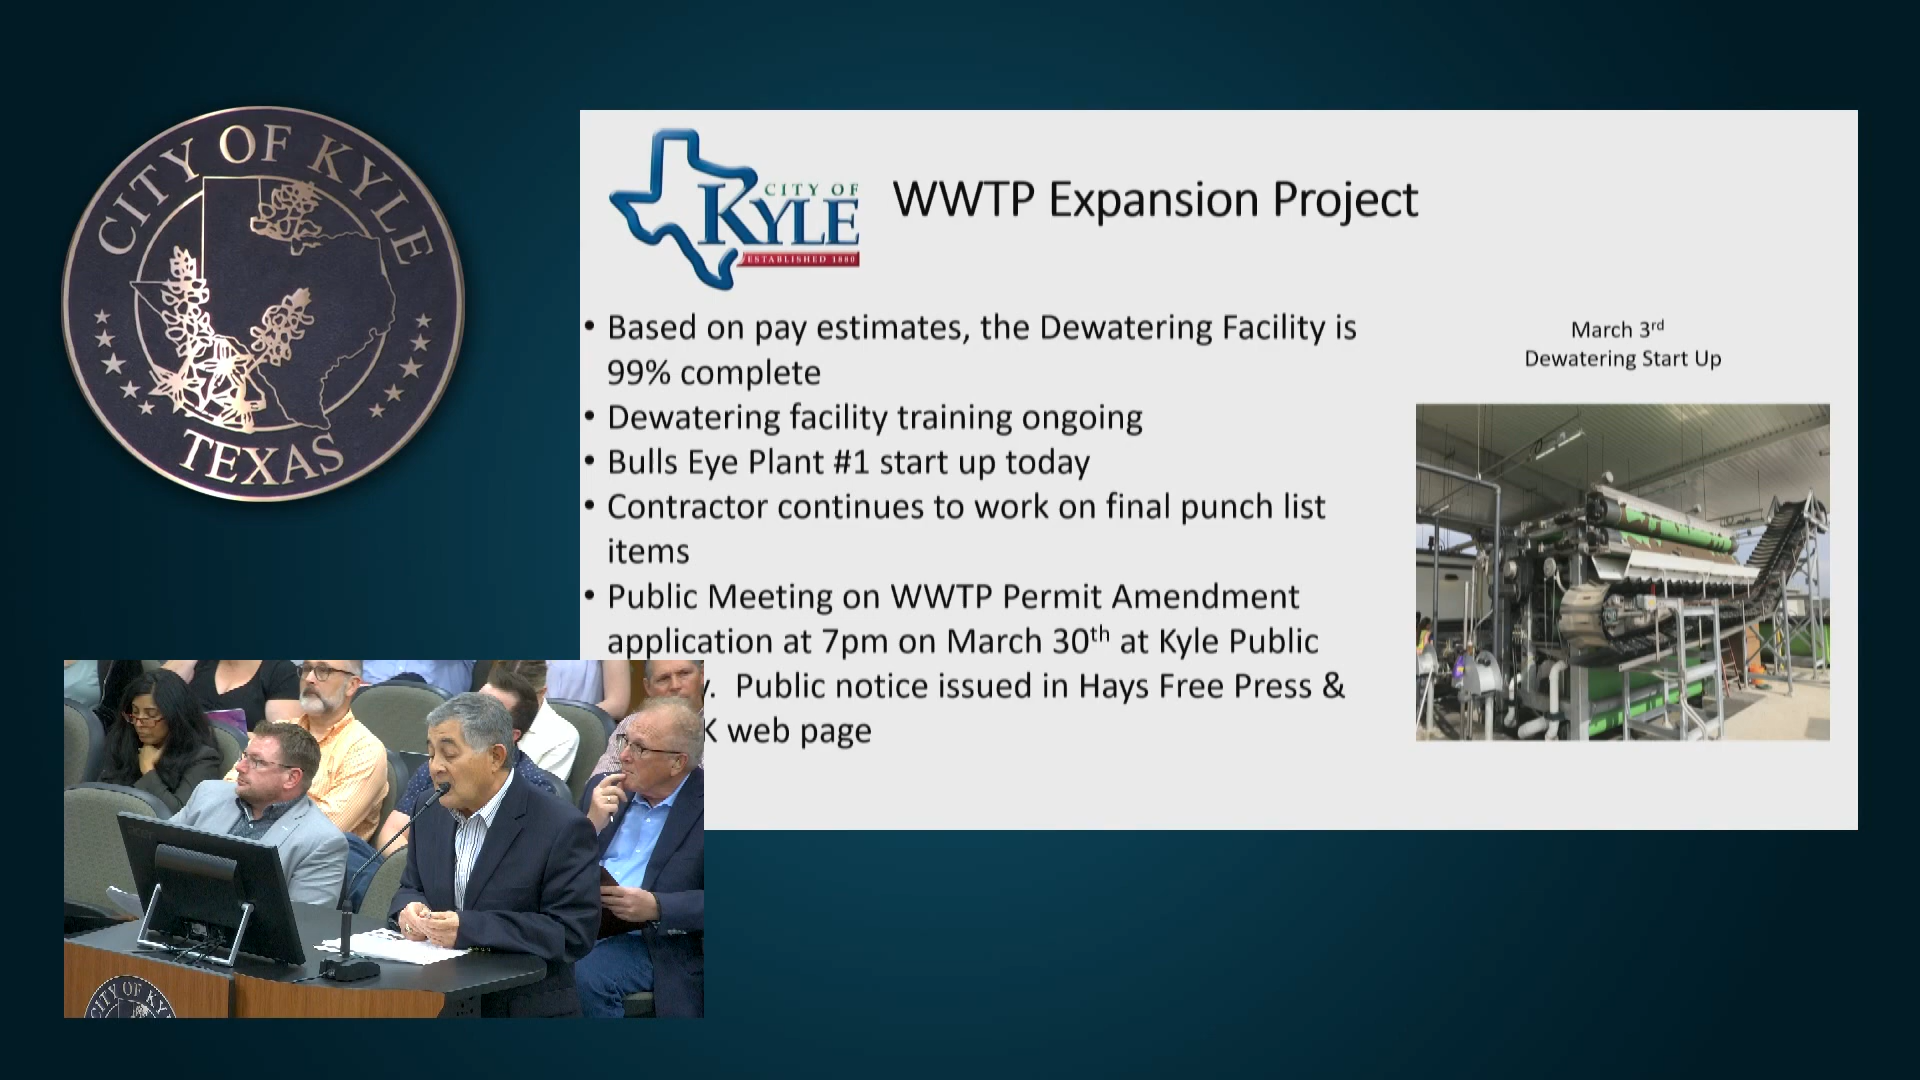 CITY OF KYLE
TEXAS
CITY OF
KYLE
ESTABLISHED 1880
WWTP Expansion Project
• Based on pay estimates, the Dewatering Facility is
99% complete
• Dewatering facility training ongoing
• Bulls Eye Plant #1 start up today
• Contractor continues to work on final punch list
items
• Public Meeting on WWTP Permit Amendment
application at 7pm on March 30th at Kyle Public
y. Public notice issued in Hays Free Press &
K web page
March 3rd
Dewatering Start Up
CITY OF KY